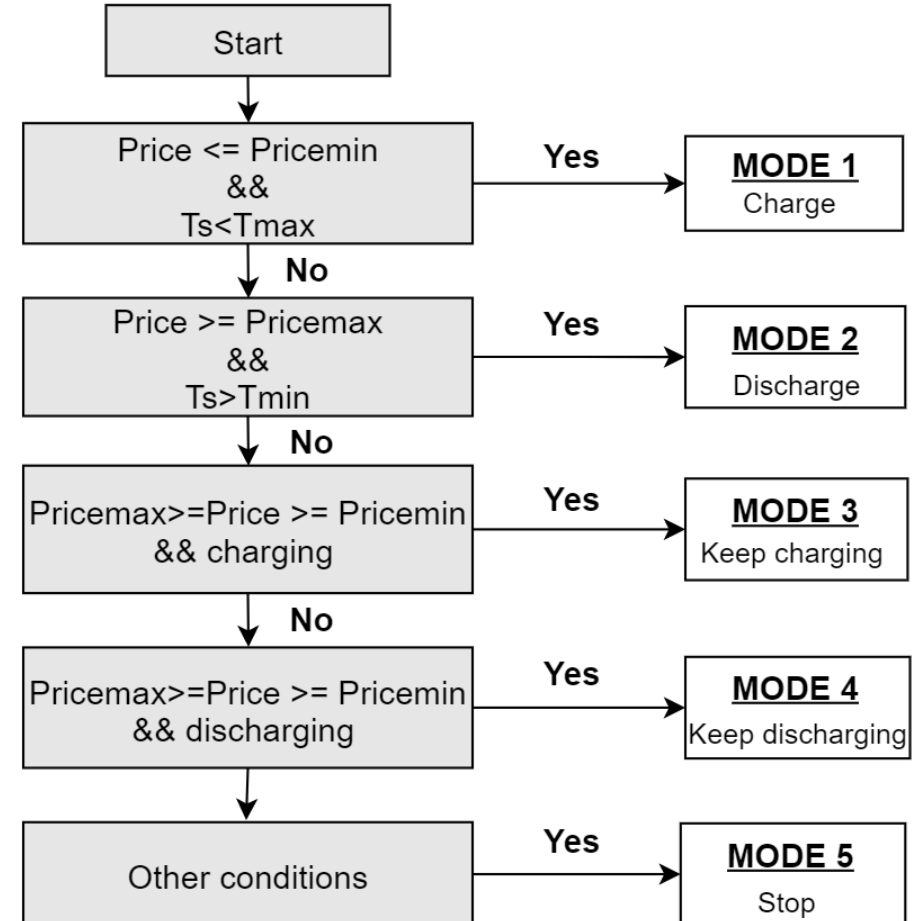 Start
Price <= Pricemin
&&
Ts<Tmax
Yes
MODE 1
Charge
No
Price >= Pricemax
&&
Ts>Tmin
Yes
MODE 2
Discharge
No
Pricemax>=Price >= Pricemin
&& charging
Yes
MODE 3
Keep charging
No
Pricemax>=Price >= Pricemin
&& discharging
Yes
MODE 4
Keep discharging
Other conditions
Yes
MODE 5
Stop